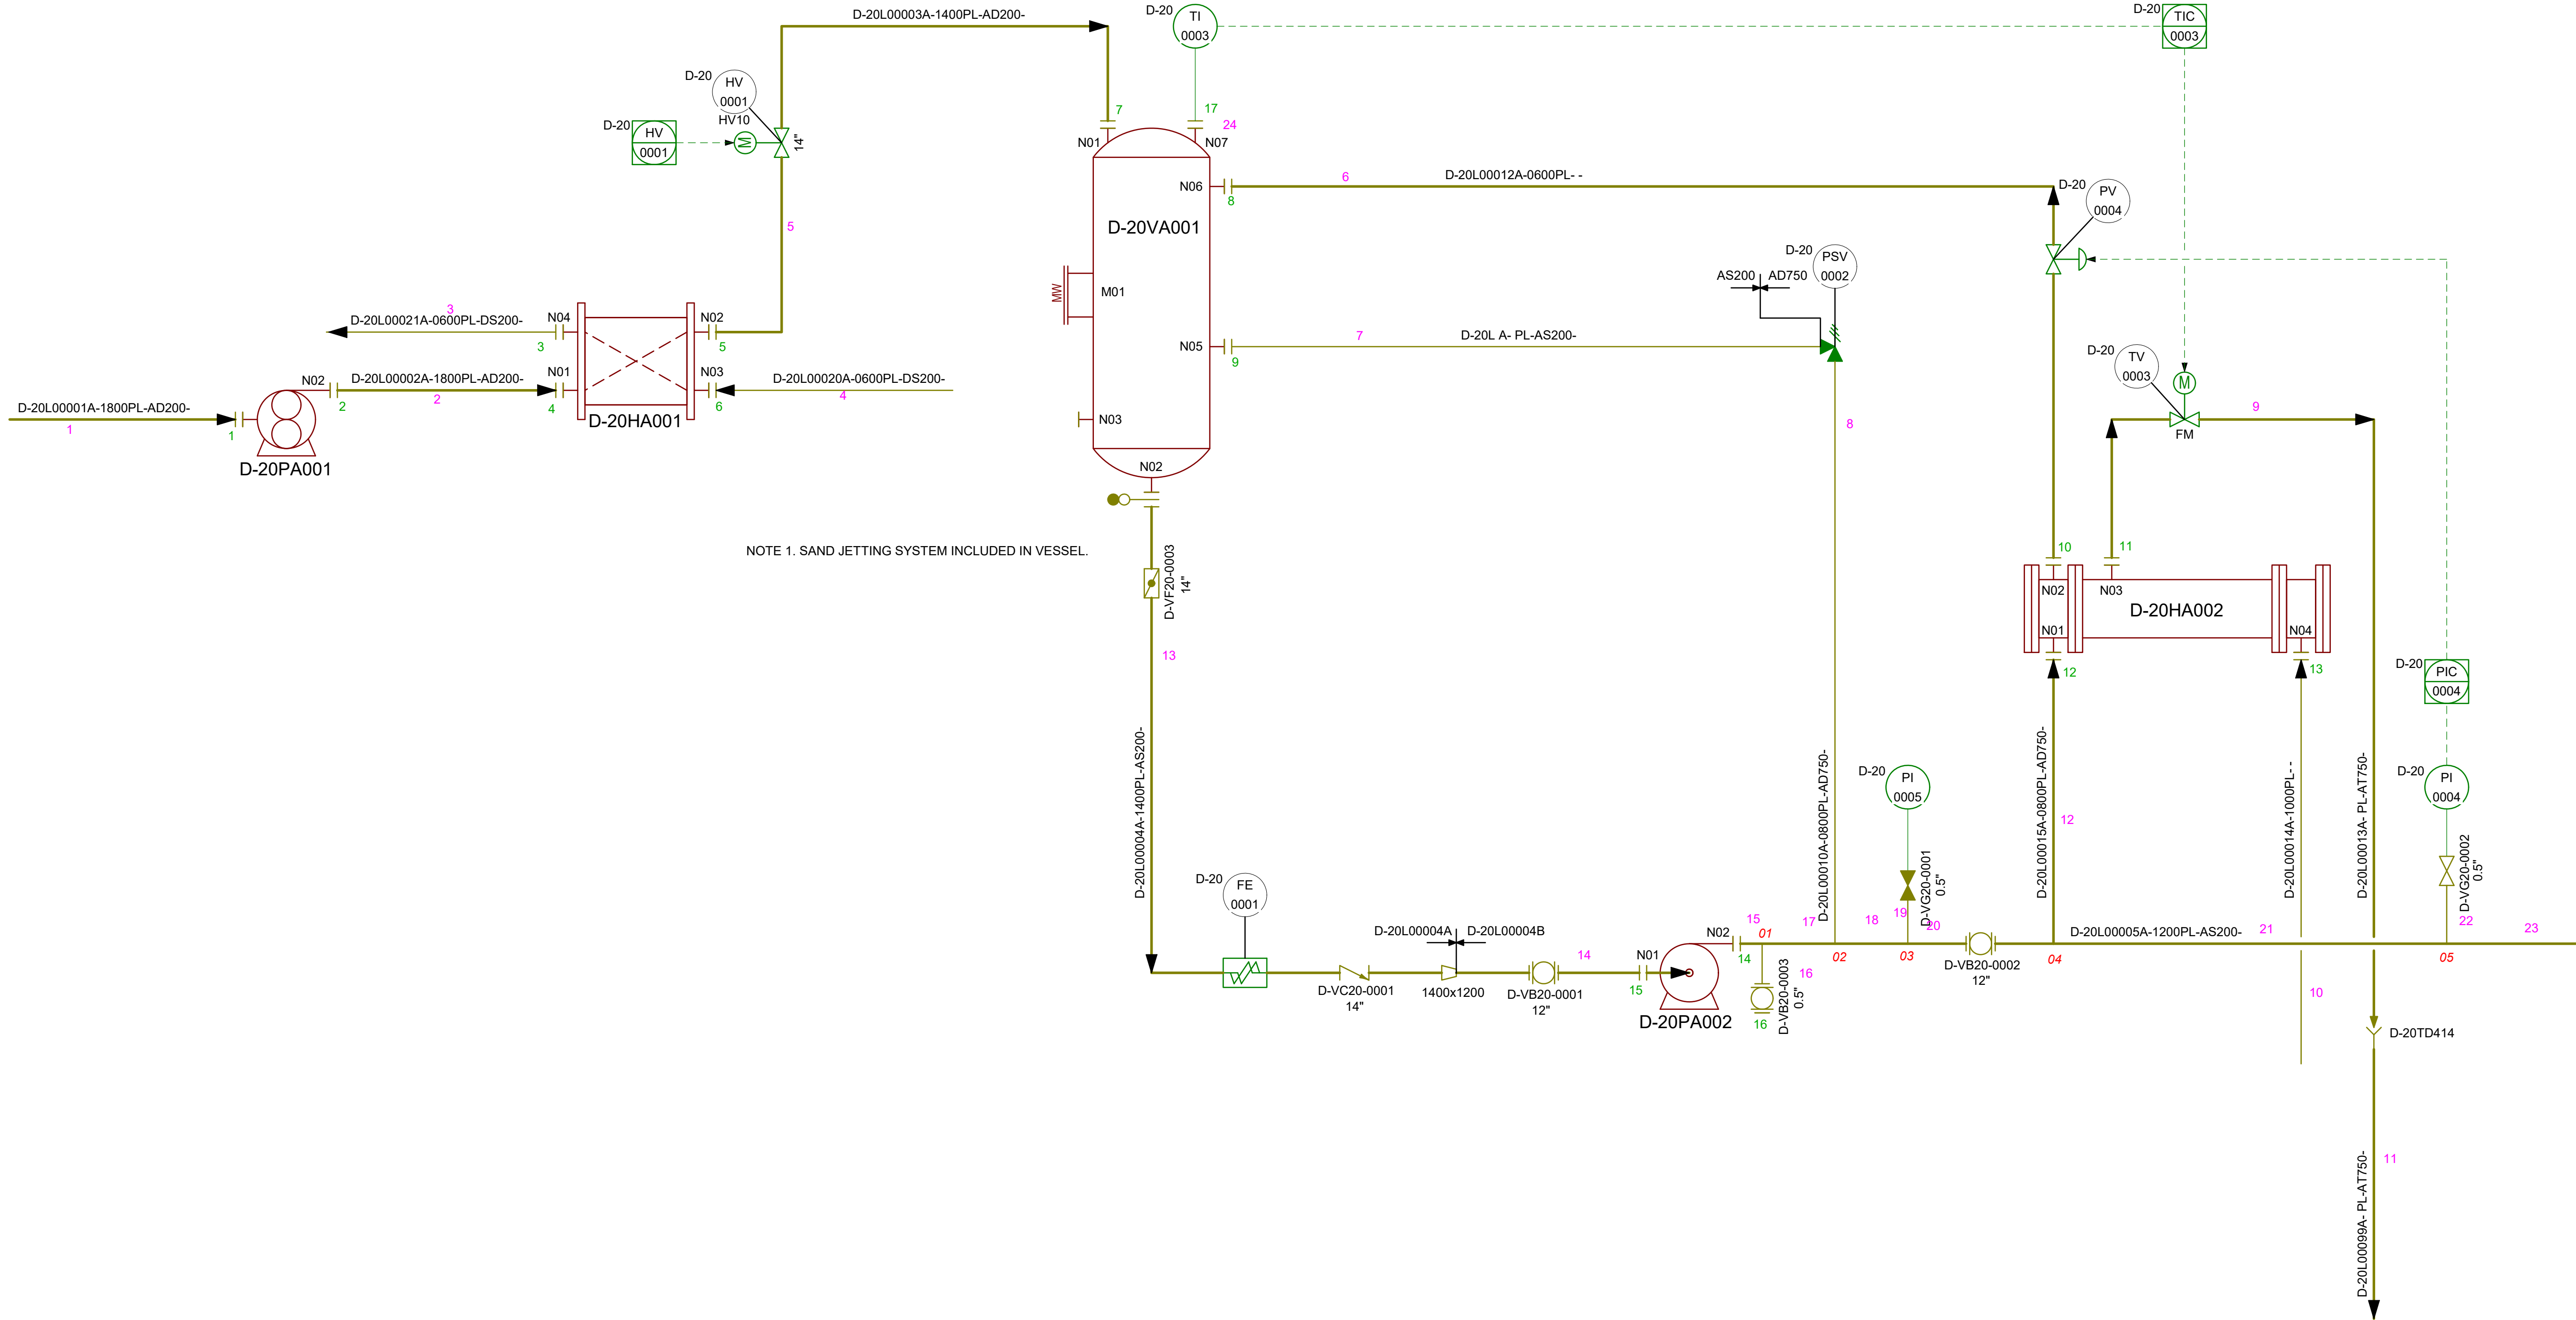 D-20L00003A-1400PL-AD200-
D-20
TI
0003
D-20
TIC
0003
D-20
HV
0001
HV10
D-20
HV
0001
M
14"
7
17
24
N01
N07
N06
8
6
D-20L00012A-0600PL- -
D-20
PV
0004
5
D-20VA001
D-20
PSV
0002
AS200
AD750
MW
M01
3
D-20L00021A-0600PL-DS200-
N04
3
N02
5
N05
9
7
D-20L A- PL-AS200-
D-20
TV
0003
M
FM
9
N02
D-20L00002A-1800PL-AD200-
2
2
N01
4
N03
6
D-20L00020A-0600PL-DS200-
4
D-20HA001
D-20L00001A-1800PL-AD200-
1
1
D-20PA001
N03
N02
8
NOTE 1. SAND JETTING SYSTEM INCLUDED IN VESSEL.
D-VF20-0003
14"
13
10
11
N02
N03
D-20HA002
N01
N04
12
13
D-20
PIC
0004
D-20L00004A-1400PL-AS200-
D-20L00010A-0800PL-AD750-
D-20
PI
0005
D-20L00015A-0800PL-AD750-
12
D-20L00014A-1000PL- -
D-20L00013A- PL-AT750-
D-20
PI
0004
D-VG20-0001
0.5"
D-VG20-0002
0.5"
D-20
FE
0001
D-20L00004A
D-20L00004B
D-VC20-0001
14"
1400x1200
D-VB20-0001
12"
14
N01
15
N02
14
D-20PA002
15
01
16
16
D-VB20-0003
0.5"
17
02
18
19
20
03
D-VB20-0002
12"
04
D-20L00005A-1200PL-AS200-
21
22
05
23
10
D-20TD414
11
D-20L00099A- PL-AT750-